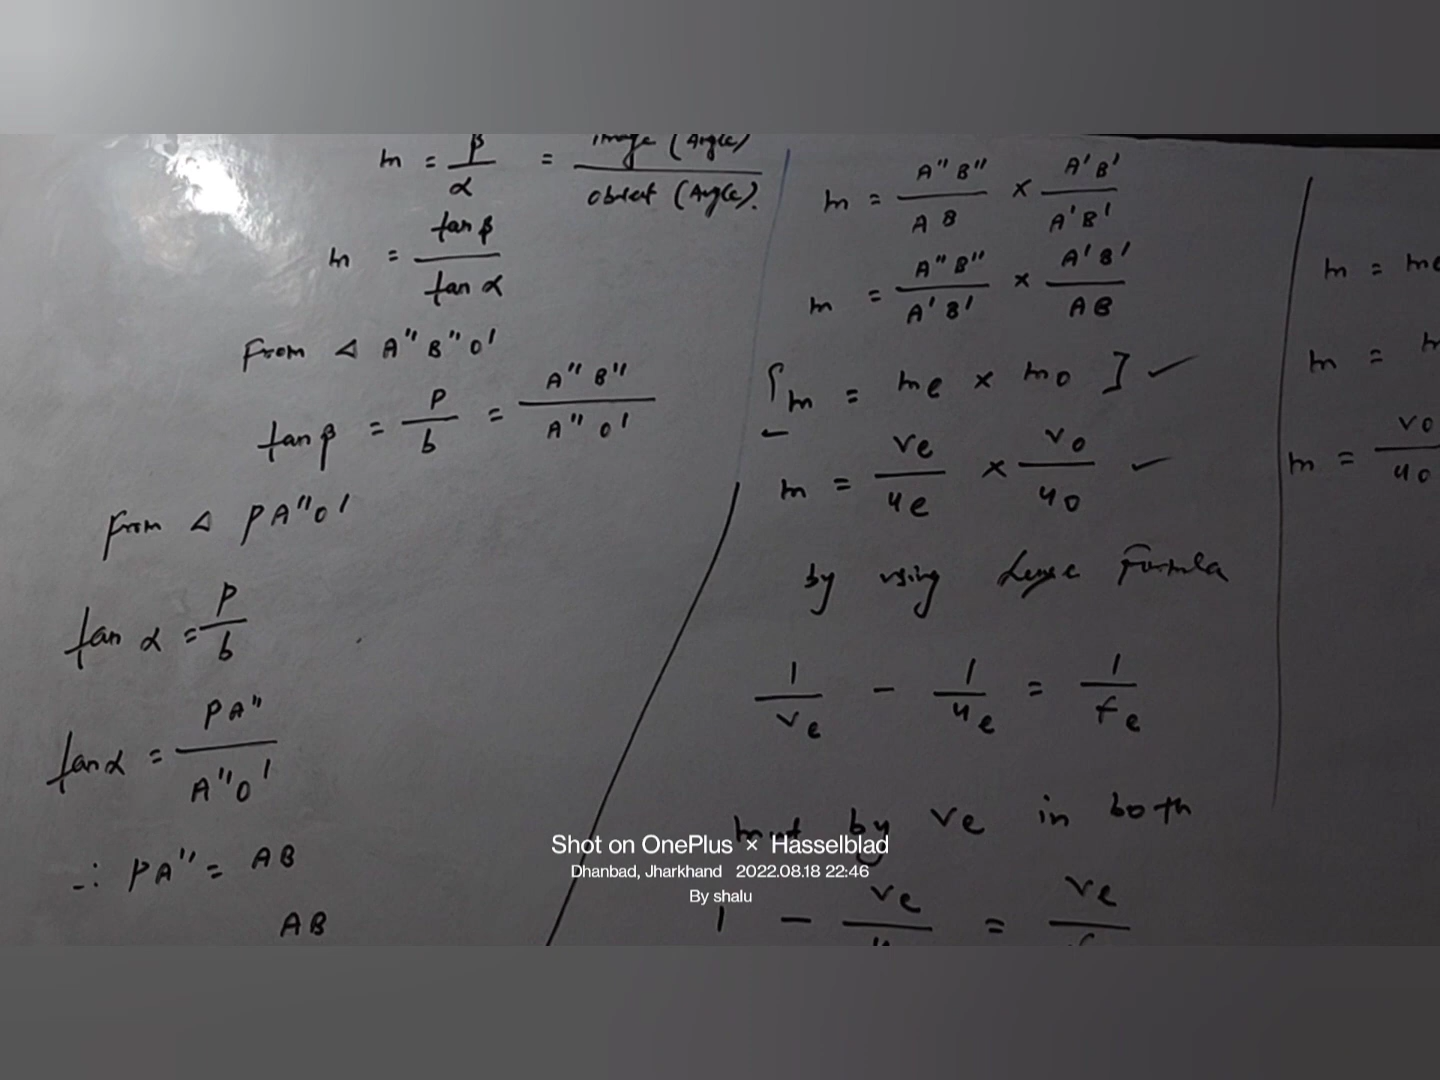 m = β/α = Image (Angle)/object (Angle).
m = tan β/tan α
From △ A"B"O'
tan β = P/b = A"B"/A"O'
From △ PA"O'
tan α = P/b
tan α = PA"/A"O'
∴ PA" = AB
AB
m = A"B"/AB × A'B'/A'B'
m = A"B"/A'B' × A'B'/AB
[m = me × mo] ✓
m = ve/ue × vo/uo ✓
by using Formula
1/ve - 1/ue = 1/fe
by ve in both
1 - ve/ = ve/
m = me
m =
m = vo/uo
Shot on OnePlus × Hasselblad
Dhanbad, Jharkhand 2022.08.18 22:46
By shalu